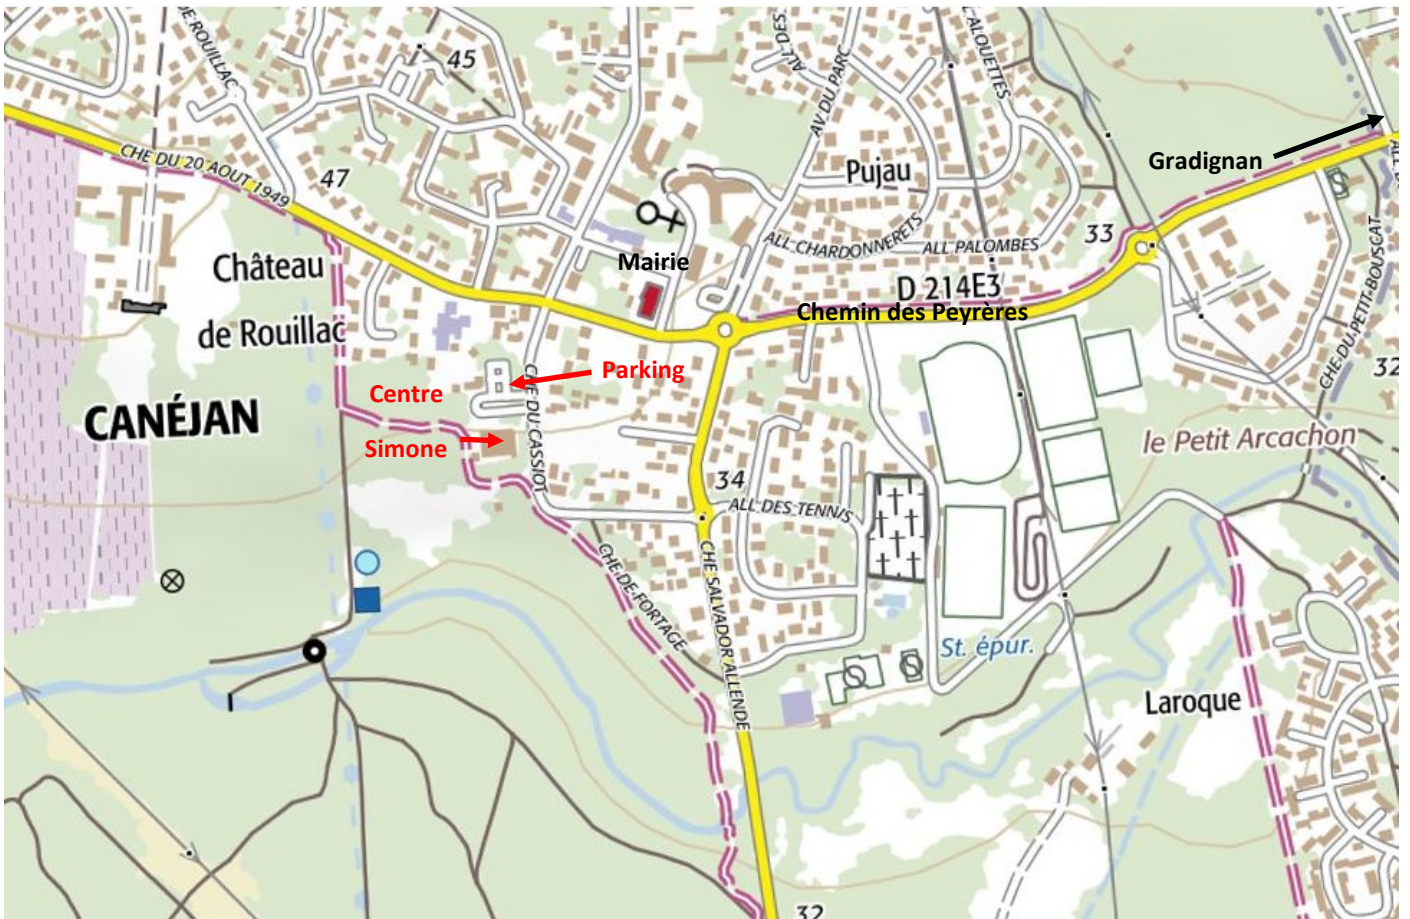 DE ROUILLAC
45
ALL DES
AV DU PARC
L ALOUETTES
Gradignan
Pujau
CHE DU 20 AOUT 1949
47
ALL CHARDONNERETS
ALL PALOMBES
33
Château
de Rouillac
Mairie
D 214E3
Chemin des Peyrères
CHE DU PETIT-BOUSCAT
32
Parking
Centre
CHE DU CASSIOT
CANÉJAN
Simone
le Petit Arcachon
34
ALL DES TENNIS
CHE DE FORTAGE
CHE SALVADOR ALLENDE
St. épur.
Laroque
32